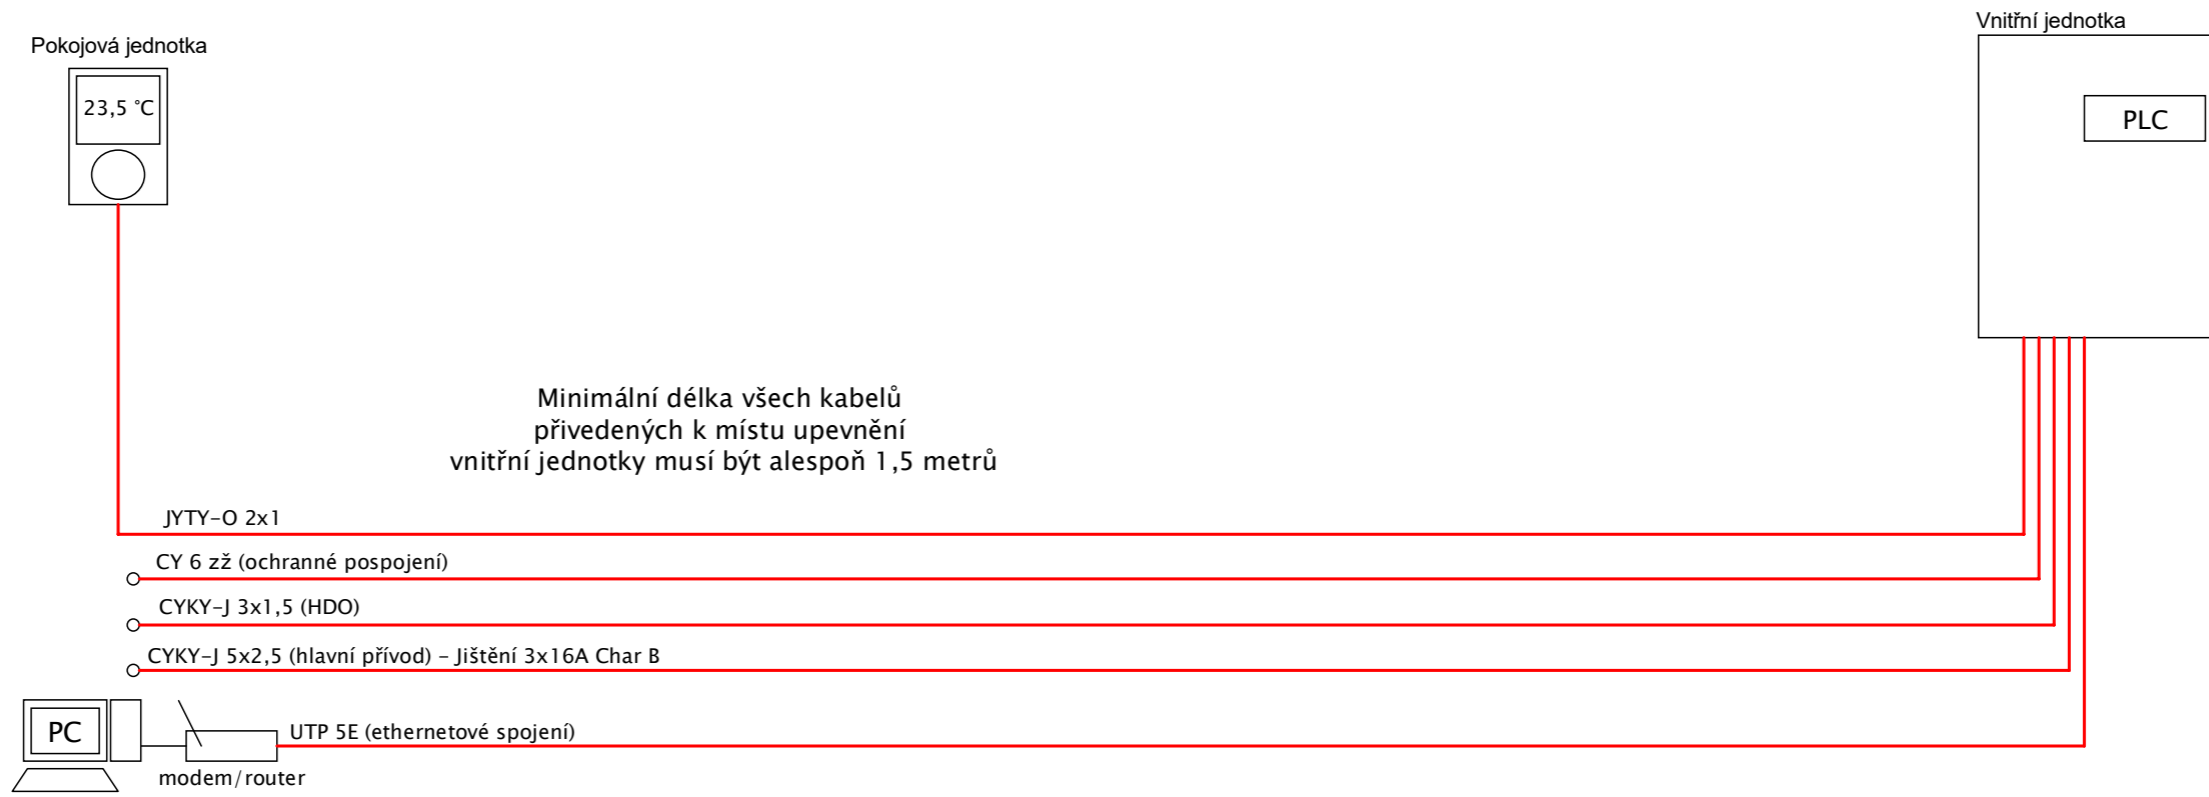 Vnitřní jednotka
Pokojová jednotka
23,5 °C
PLC
Minimální délka všech kabelů
přivedených k místu upevnění
vnitřní jednotky musí být alespoň 1,5 metrů
JYTY-O 2x1
CY 6 zž (ochranné pospojení)
CYKY-J 3x1,5 (HDO)
CYKY-J 5x2,5 (hlavní přívod) - Jištění 3x16A Char B
PC
UTP 5E (ethernetové spojení)
modem/router